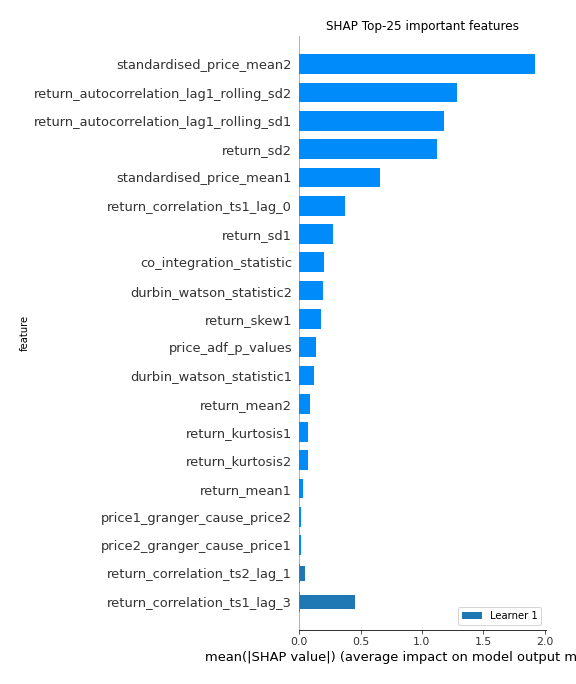 SHAP Top-25 important features
standardised_price_mean2
return_autocorrelation_lag1_rolling_sd2
return_autocorrelation_lag1_rolling_sd1
return_sd2
standardised_price_mean1
return_correlation_ts1_lag_0
return_sd1
co_integration_statistic
durbin_watson_statistic2
return_skew1
price_adf_p_values
durbin_watson_statistic1
return_mean2
return_kurtosis1
return_kurtosis2
return_mean1
price1_granger_cause_price2
price2_granger_cause_price1
return_correlation_ts2_lag_1
return_correlation_ts1_lag_3
feature
Learner 1
0.0 0.5 1.0 1.5 2.0
mean(|SHAP value|) (average impact on model output m